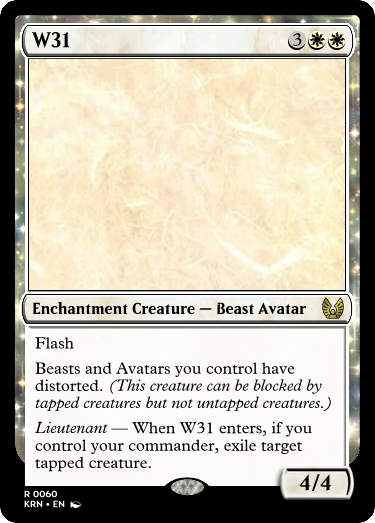 W31
3
Enchantment Creature — Beast Avatar
Flash
Beasts and Avatars you control have
distorted. (This creature can be blocked by
tapped creatures but not untapped creatures.)
Lieutenant — When W31 enters, if you
control your commander, exile target
tapped creature.
4/4
R 0060
KRN • EN